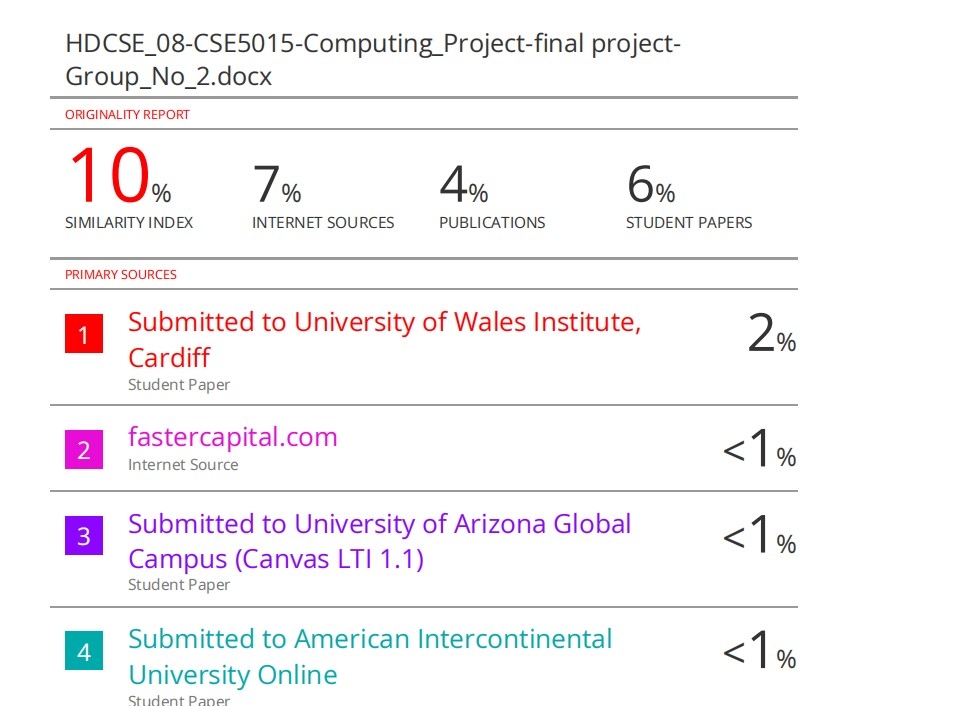 HDCSE_08-CSE5015-Computing_Project-final project-
Group_No_2.docx
ORIGINALITY REPORT
10% 7% 4% 6%
SIMILARITY INDEX INTERNET SOURCES PUBLICATIONS STUDENT PAPERS
PRIMARY SOURCES
1 Submitted to University of Wales Institute, 2%
Cardiff
Student Paper
2 fastercapital.com <1%
Internet Source
3 Submitted to University of Arizona Global <1%
Campus (Canvas LTI 1.1)
Student Paper
4 Submitted to American Intercontinental <1%
University Online
Student Paper